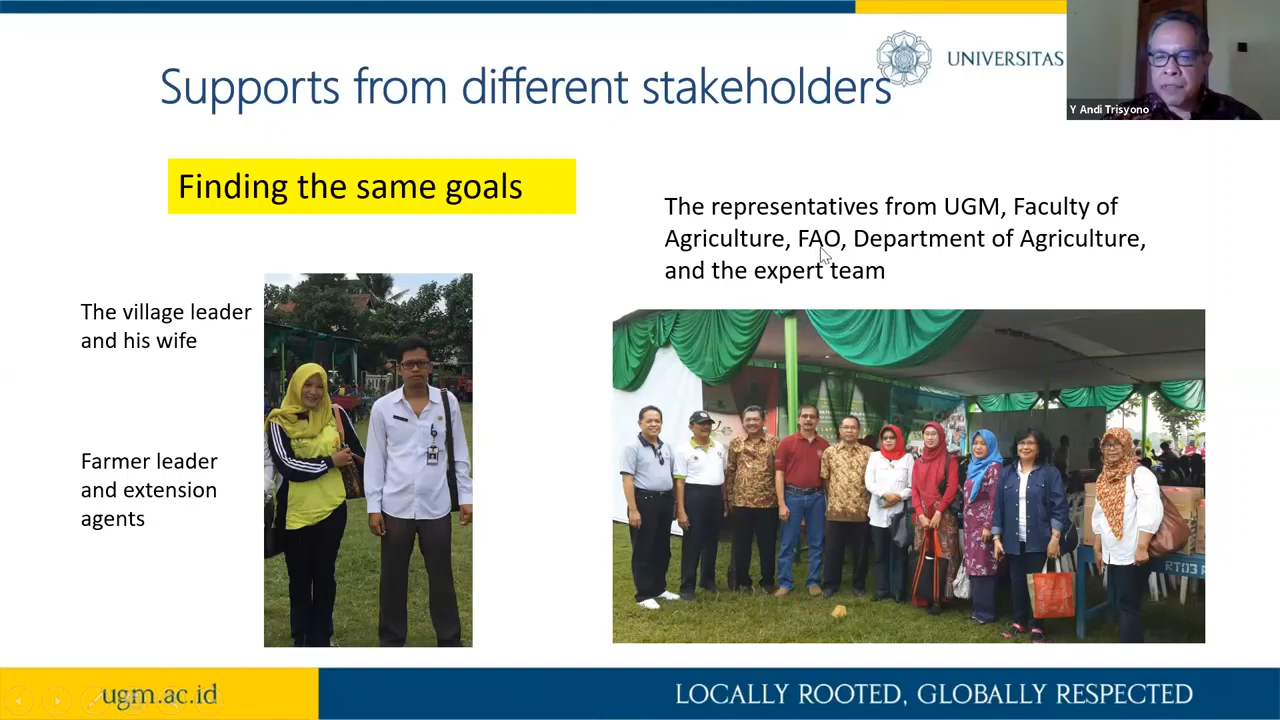 Supports from different stakeholders
UNIVERSITAS
Y Andi Trisyono
Finding the same goals
The representatives from UGM, Faculty of
Agriculture, FAO, Department of Agriculture,
and the expert team
The village leader
and his wife
Farmer leader
and extension
agents
RT03
ugm.ac.id
LOCALLY ROOTED, GLOBALLY RESPECTED